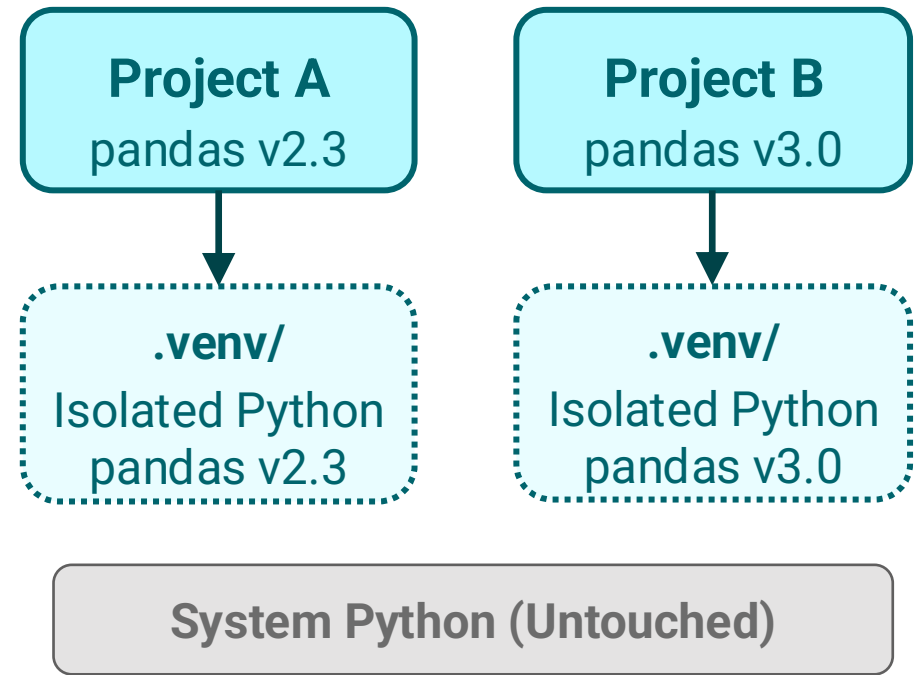 Project A
pandas v2.3
Project B
pandas v3.0
.venv/
Isolated Python
pandas v2.3
.venv/
Isolated Python
pandas v3.0
System Python (Untouched)